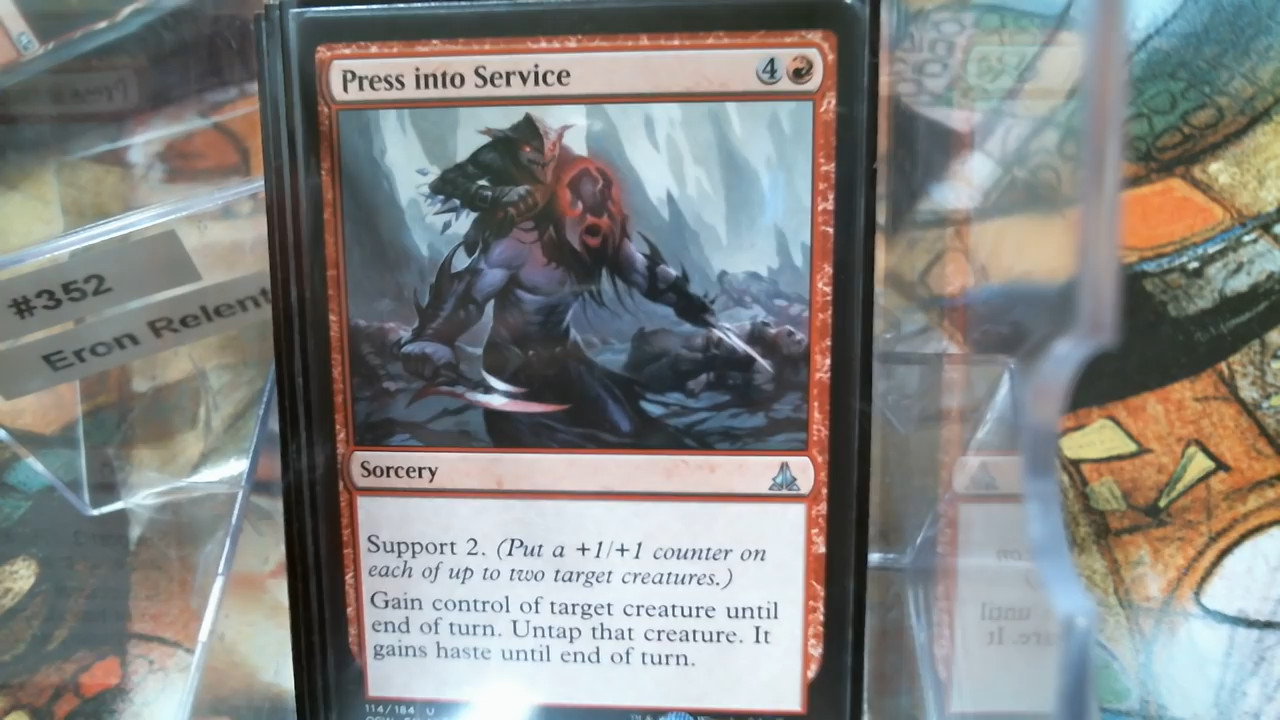 Press into Service
4
#352
Eron Relent
Sorcery
Support 2. (Put a +1/+1 counter on
each of up to two target creatures.)
Gain control of target creature until
end of turn. Untap that creature. It
gains haste until end of turn.
114/184 U